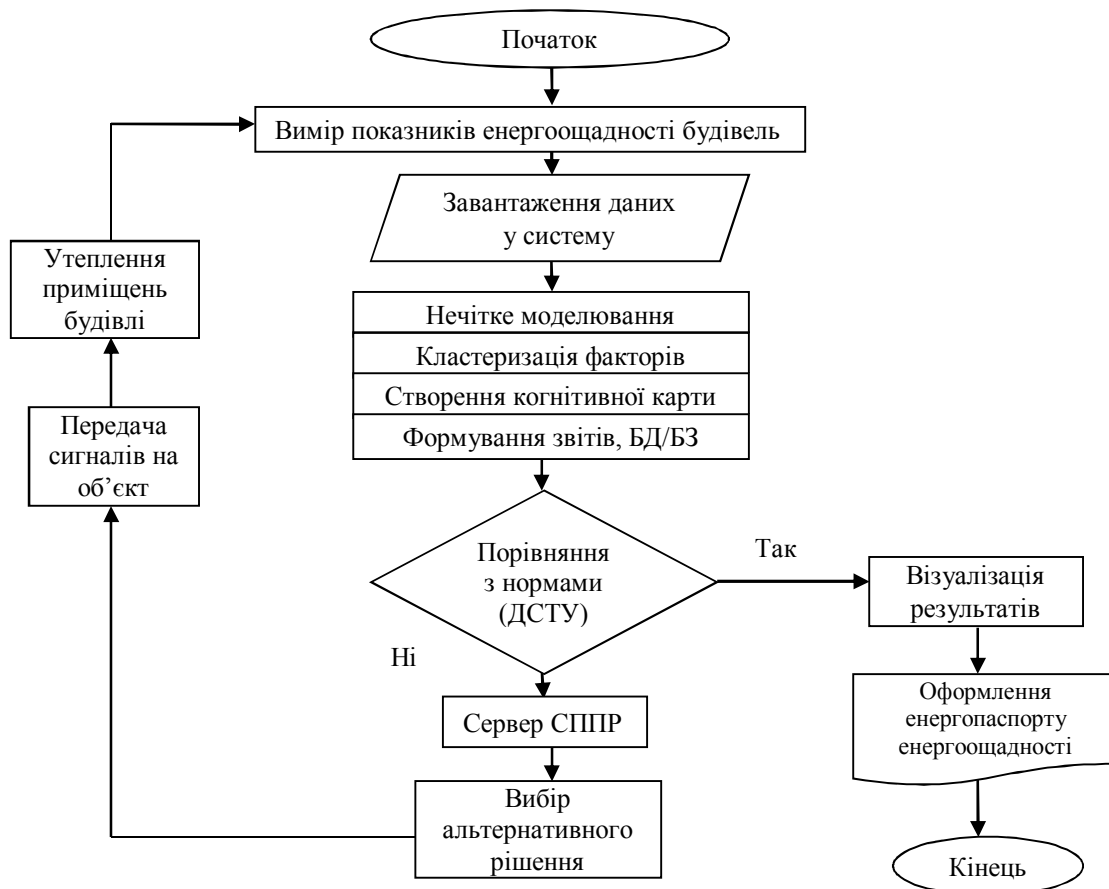 Початок
Вимір показників енергоощадності будівель
Завантаження даних
у систему
Утеплення
приміщень
будівлі
Нечітке моделювання
Кластеризація факторів
Створення когнітивної карти
Формування звітів, БД/БЗ
Передача
сигналів на
об’єкт
Порівняння
з нормами
(ДСТУ)
Так
Візуалізація
результатів
Ні
Сервер СППР
Оформлення
енергопаспорту
енергоощадності
Вибір
альтернативного
рішення
Кінець